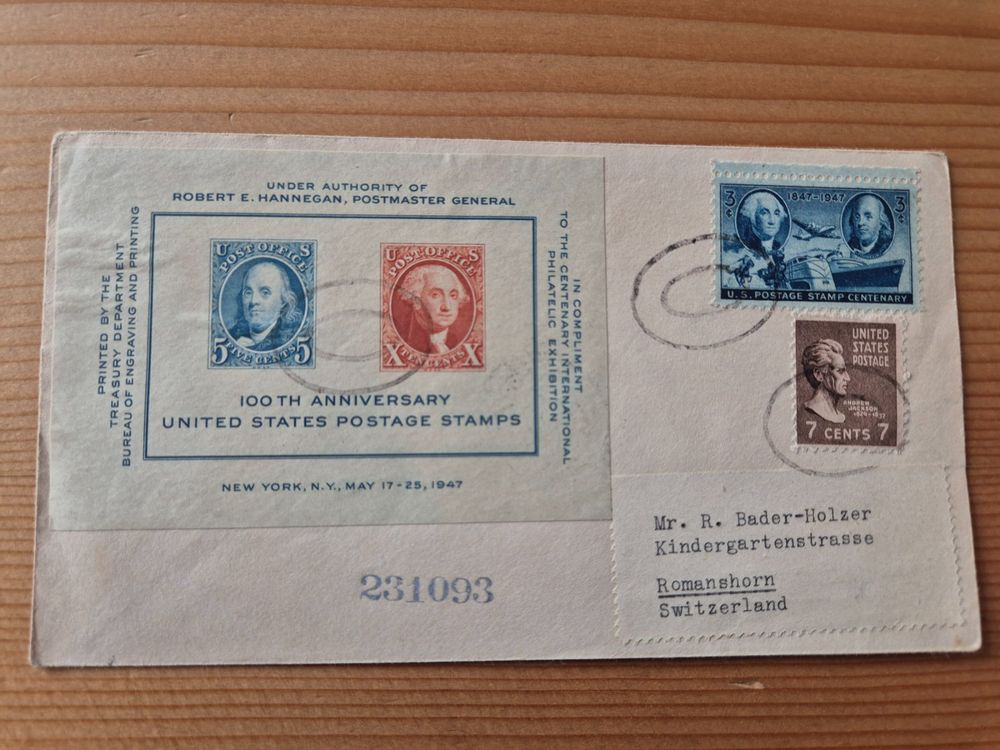 UNDER AUTHORITY OF
ROBERT E. HANNEGAN, POSTMASTER GENERAL
PRINTED BY THE
TREASURY DEPARTMENT
BUREAU OF ENGRAVING AND PRINTING
IN COMPLIMENT
TO THE CENTENARY INTERNATIONAL
PHILATELIC EXHIBITION
U S
POST OFFICE
5 FIVE CENTS 5
U S
POST OFFICE
X TEN CENTS X
100TH ANNIVERSARY
UNITED STATES POSTAGE STAMPS
NEW YORK, N.Y., MAY 17-25, 1947
3¢ 1847-1947 3¢
U.S. POSTAGE STAMP CENTENARY
UNITED
STATES
POSTAGE
ANDREW
JACKSON
1829-1837
7 CENTS 7
Mr. R. Bader-Holzer
Kindergartenstrasse
Romanshorn
Switzerland
231093